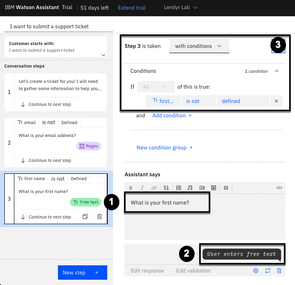 IBM Watson Assistant Trial 51 days left Extend trial Lendyr Lab
I want to submit a support ticket
Customer starts with:
I want to submit a support ticket
Conversation steps
1
Let's create a ticket for you! I will need
to gather some information to help you...
Continue to next step
2
email is not Defined
What is your email address?
Regex
Continue to next step
3
first name is not Defined
What is your first name?
Free text
Continue to next step
New step +
1
Step 3 is taken with conditions
3
Conditions 1 condition
If All of this is true:
first... is not defined ×
and Add condition +
New condition group +
Assistant says
B I
</>
What is your first name?
2
User enters free text
Edit response Edit validation